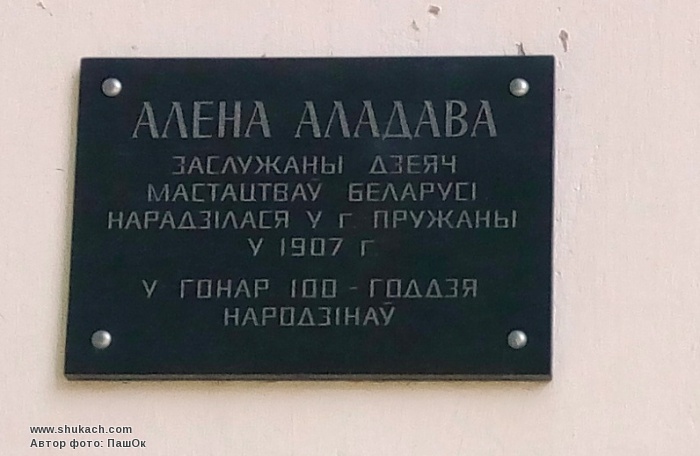 АЛЕНА АЛАДАВА
ЗАСЛУЖАНЫ ДЗЕЯЧ
МАСТАЦТВАЎ БЕЛАРУСІ
НАРАДЗІЛАСЯ У г. ПРУЖАНЫ
У 1907 г.
У ГОНАР 100 - ГОДДЗЯ
НАРОДЗІНАЎ
www.shukach.com
Автор фото: ПашОк